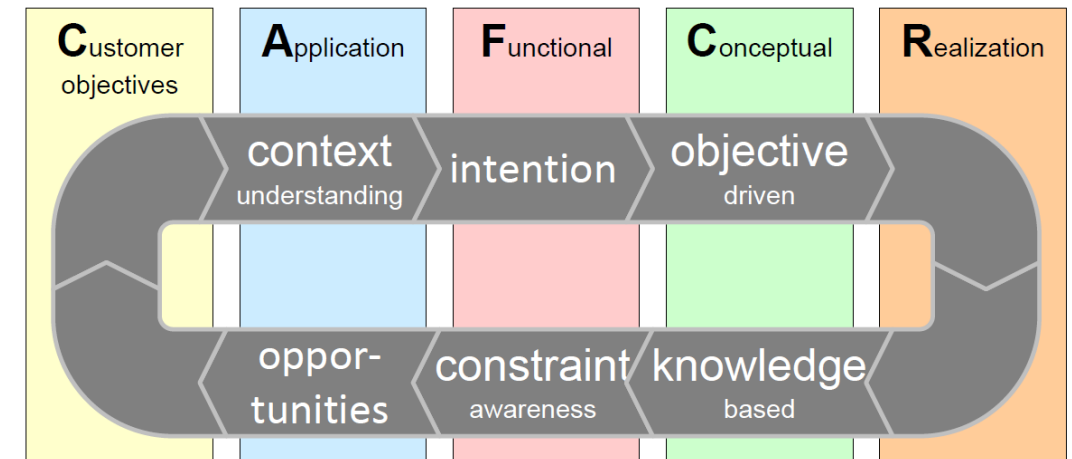 Customer
objectives
Application
Functional
Conceptual
Realization
context
understanding
intention
objective
driven
oppor-
tunities
constraint
awareness
knowledge
based